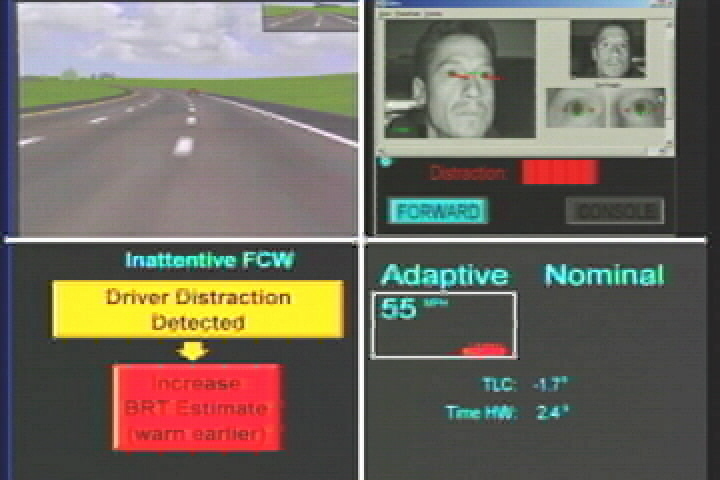 Distraction:
FORWARD
CONSOLE
Inattentive FCW
Driver Distraction
Detected
Increase
BRT Estimate
(warn earlier)
Adaptive Nominal
55 MPH
TLC: -1.7"
Time HW: 2.4"